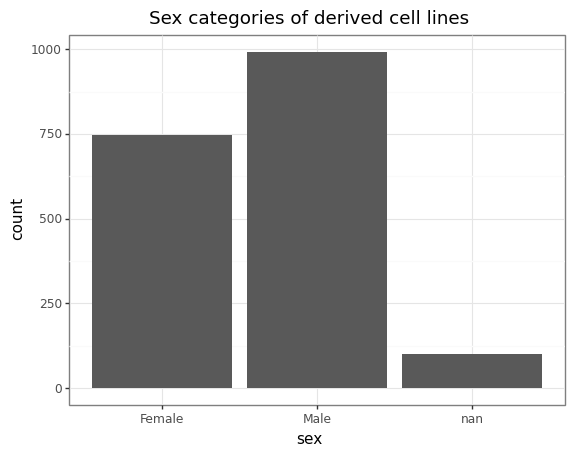 Sex categories of derived cell lines
1000
750
500
250
0
count
Female Male nan
sex